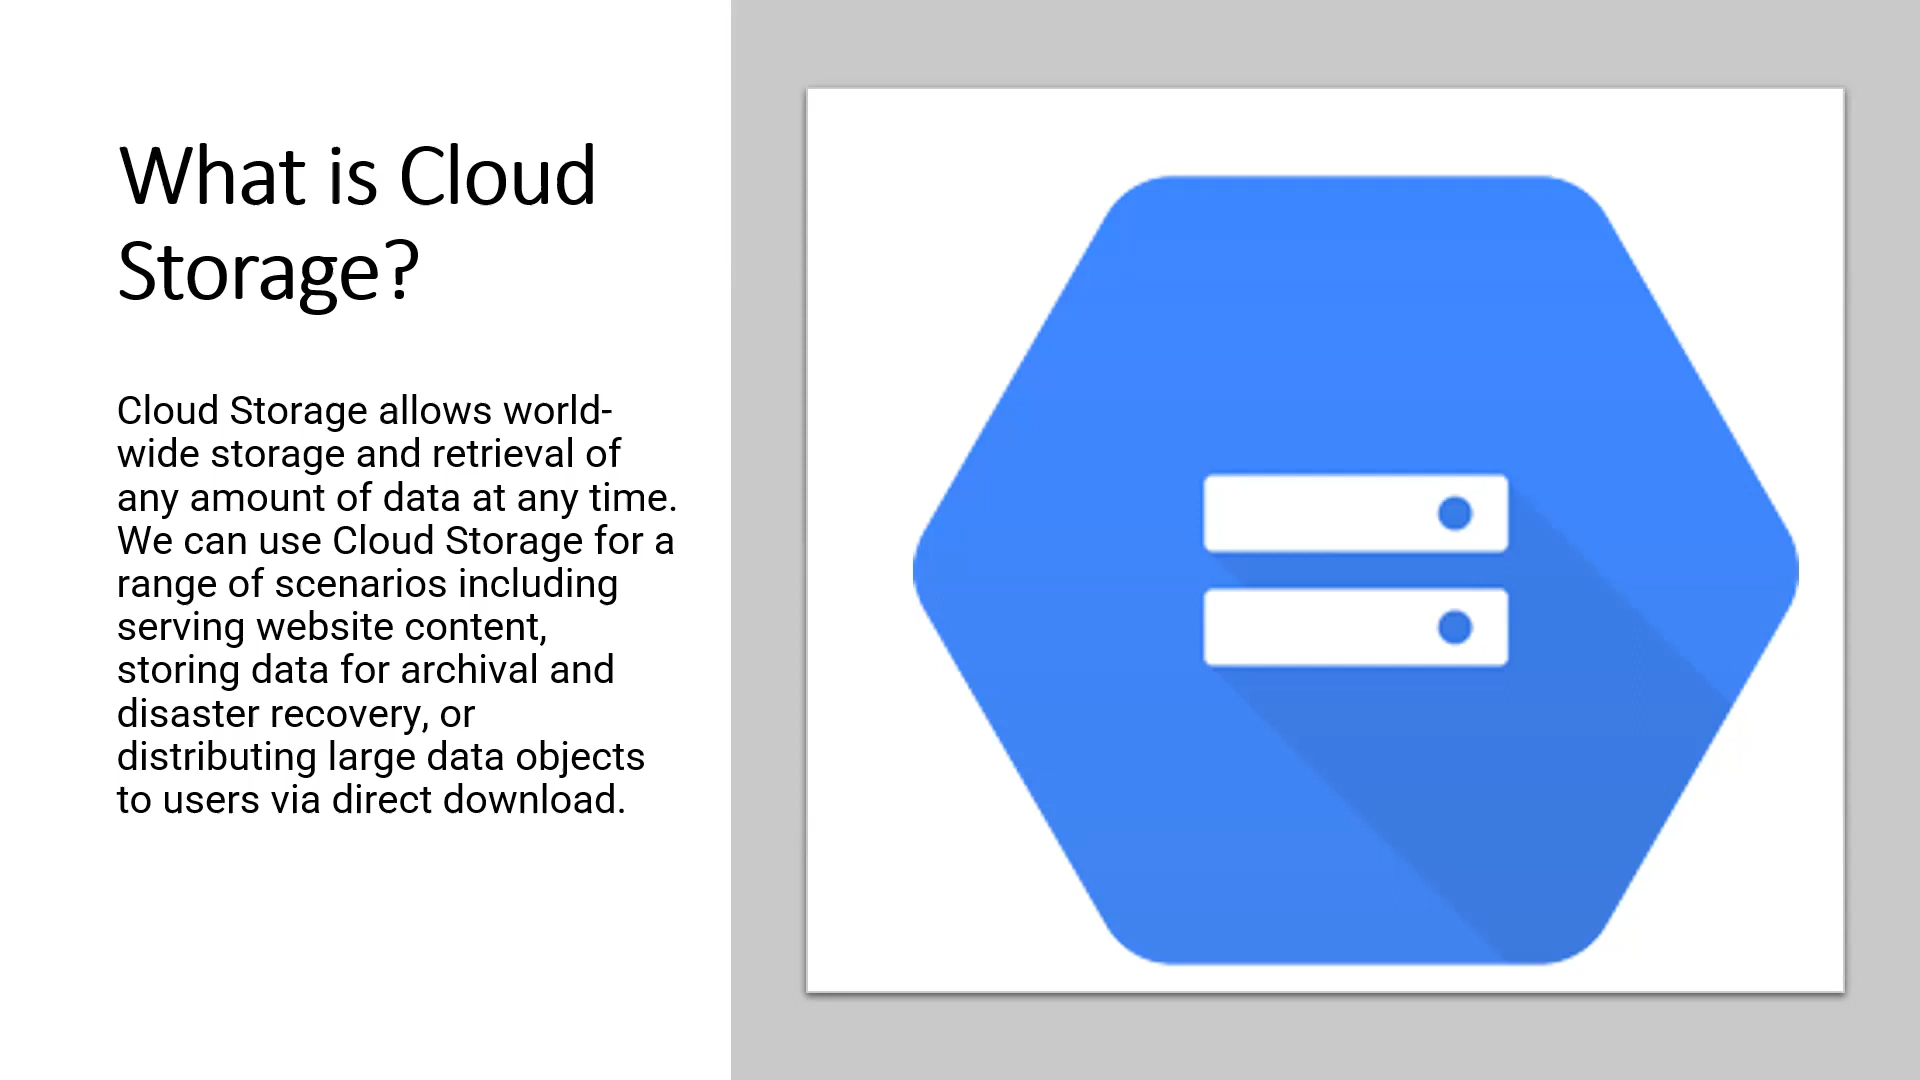 What is Cloud
Storage?
Cloud Storage allows world-
wide storage and retrieval of
any amount of data at any time.
We can use Cloud Storage for a
range of scenarios including
serving website content,
storing data for archival and
disaster recovery, or
distributing large data objects
to users via direct download.